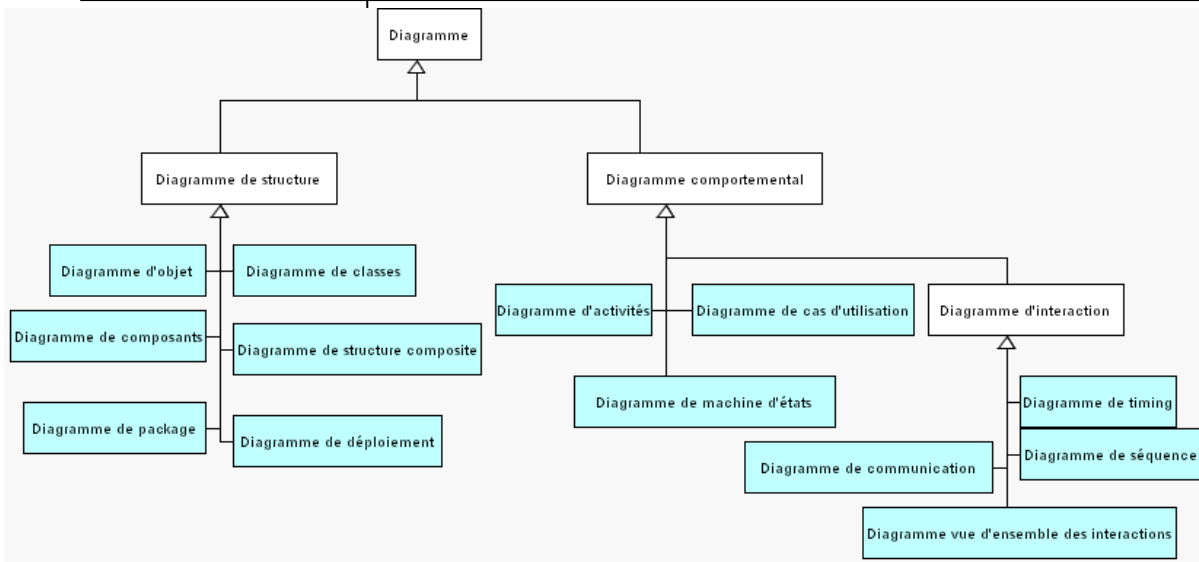 Diagramme
Diagramme de structure
Diagramme comportemental
Diagramme d'objet
Diagramme de classes
Diagramme d'activités
Diagramme de cas d'utilisation
Diagramme d'interaction
Diagramme de composants
Diagramme de structure composite
Diagramme de machine d'états
Diagramme de timing
Diagramme de package
Diagramme de déploiement
Diagramme de communication
Diagramme de séquence
Diagramme vue d'ensemble des interactions